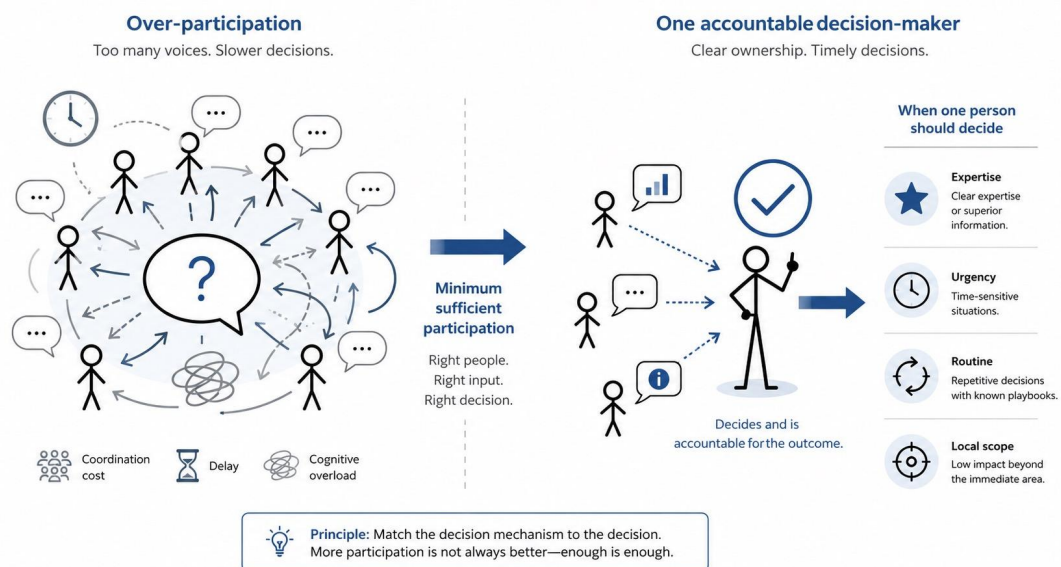 Over-participation
Too many voices. Slower decisions.
?
Coordination
cost
Delay
Cognitive
overload
Minimum
sufficient
participation
Right people.
Right input.
Right decision.
One accountable decision-maker
Clear ownership. Timely decisions.
i
Decides and is
accountable for the outcome.
When one person
should decide
Expertise
Clear expertise
or superior
information.
Urgency
Time-sensitive
situations.
Routine
Repetitive decisions
with known playbooks.
Local scope
Low impact beyond
the immediate area.
Principle: Match the decision mechanism to the decision.
More participation is not always better—enough is enough.